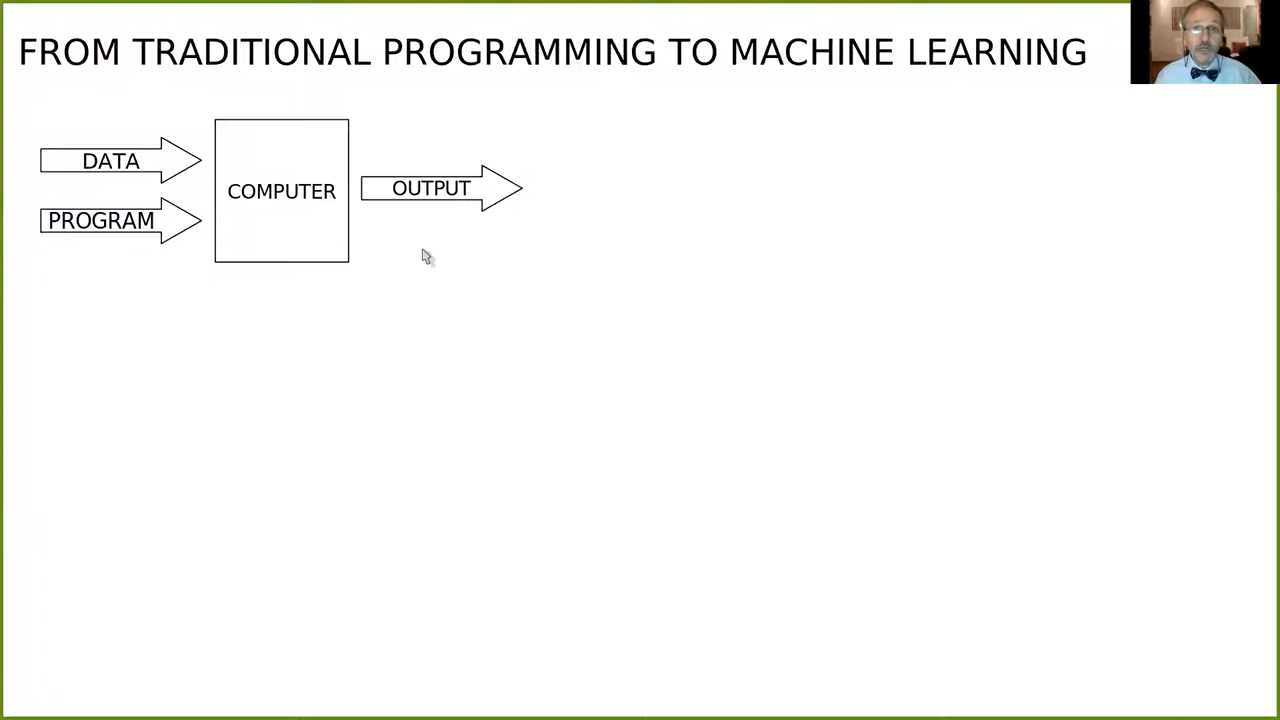 FROM TRADITIONAL PROGRAMMING TO MACHINE LEARNING
DATA
PROGRAM
COMPUTER
OUTPUT